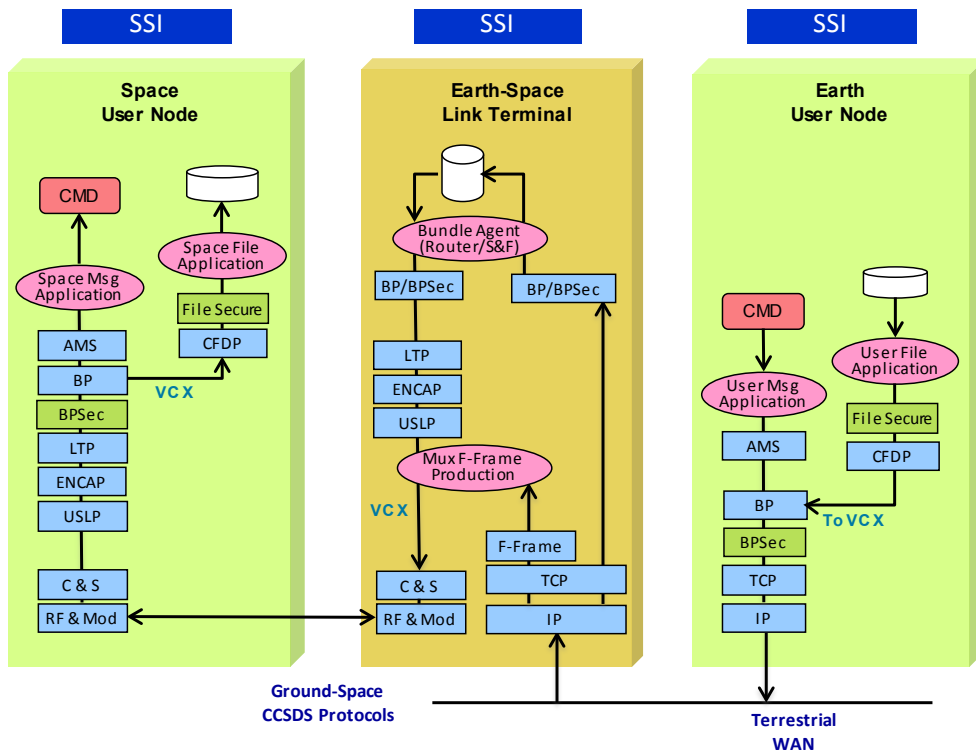 SSI
SSI
SSI
Space
User Node
CMD
Space File
Application
Space Msg
Application
File Secure
AMS
CFDP
BP
VCX
BPSec
LTP
ENCAP
USLP
C & S
RF & Mod
Earth-Space
Link Terminal
Bundle Agent
(Router/S&F)
BP/BPSec
BP/BPSec
LTP
ENCAP
USLP
Mux F-Frame
Production
VCX
F-Frame
C & S
TCP
RF & Mod
IP
Earth
User Node
CMD
User File
Application
User Msg
Application
File Secure
AMS
CFDP
BP
To VCX
BPSec
TCP
IP
Ground-Space
CCSDS Protocols
Terrestrial
WAN